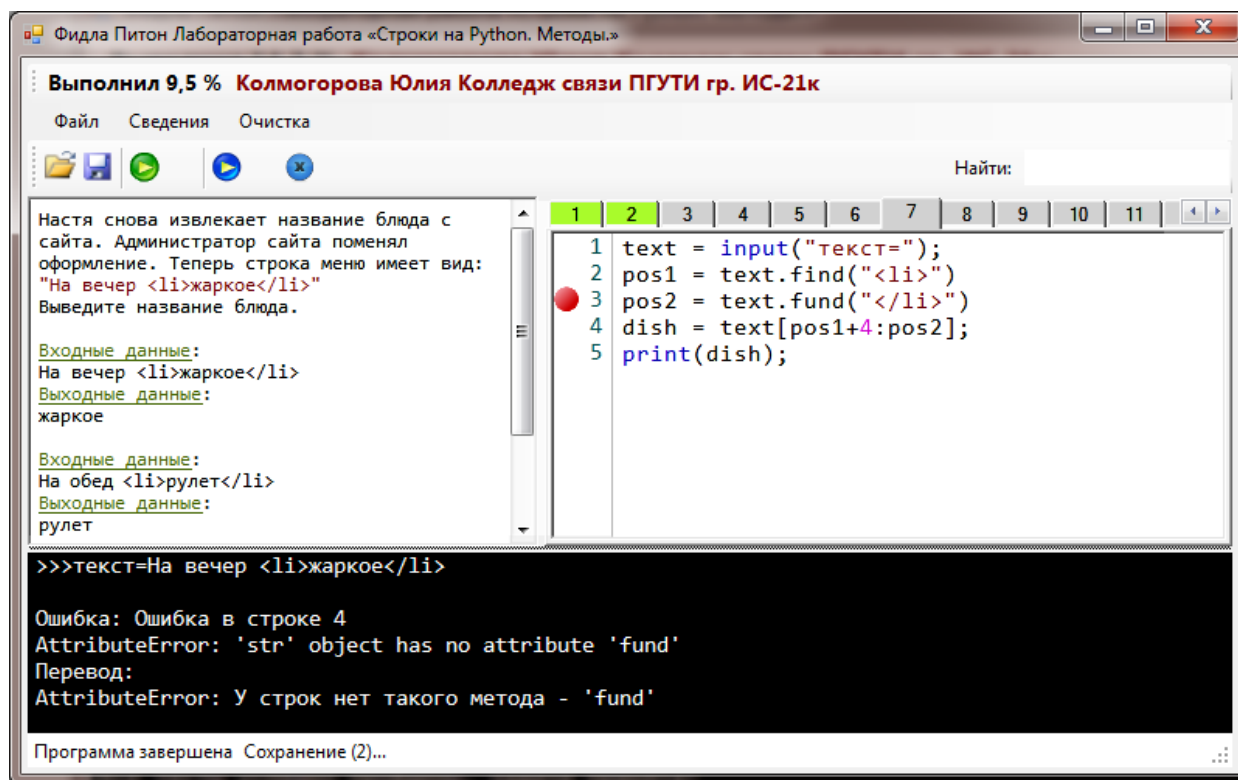 Фидла Питон Лабораторная работа «Строки на Python. Методы.»
Выполнил 9,5 % Колмогорова Юлия Колледж связи ПГУТИ гр. ИС-21к
Файл Сведения Очистка
Найти:
Настя снова извлекает название блюда с
сайта. Администратор сайта поменял
оформление. Теперь строка меню имеет вид:
"На вечер <li>жаркое</li>"
Выведите название блюда.
Входные данные:
На вечер <li>жаркое</li>
Выходные данные:
жаркое
Входные данные:
На обед <li>рулет</li>
Выходные данные:
рулет
1 2 3 4 5 6 7 8 9 10 11
1 text = input("текст=");
2 pos1 = text.find("<li>")
3 pos2 = text.fund("</li>")
4 dish = text[pos1+4:pos2];
5 print(dish);
>>>текст=На вечер <li>жаркое</li>
Ошибка: Ошибка в строке 4
AttributeError: 'str' object has no attribute 'fund'
Перевод:
AttributeError: У строк нет такого метода - 'fund'
Программа завершена Сохранение (2)...